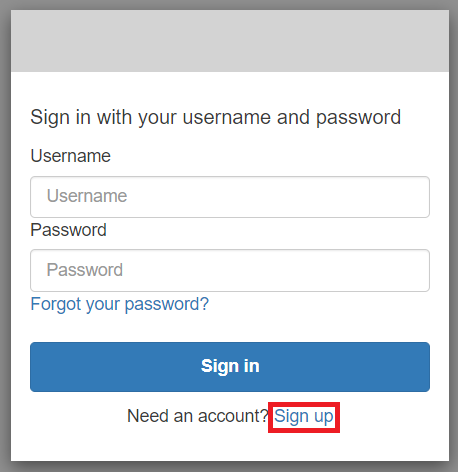 Sign in with your username and password
Username
Username
Password
Password
Forgot your password?
Sign in
Need an account? Sign up